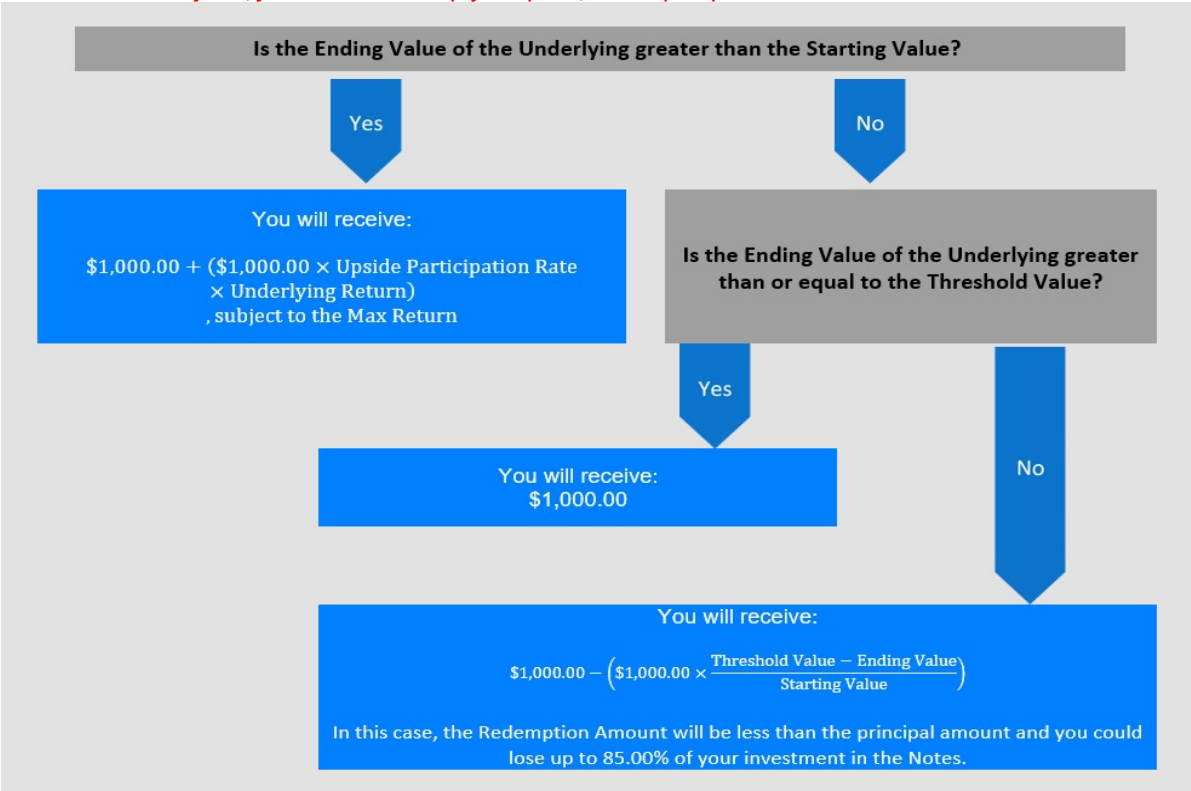 Is the Ending Value of the Underlying greater than the Starting Value?
Yes
No
You will receive:
$1,000.00 + ($1,000.00 × Upside Participation Rate
× Underlying Return)
, subject to the Max Return
Is the Ending Value of the Underlying greater
than or equal to the Threshold Value?
Yes
No
You will receive:
$1,000.00
You will receive:
$1,000.00 − ($1,000.00 × (Threshold Value − Ending Value) / Starting Value)
In this case, the Redemption Amount will be less than the principal amount and you could
lose up to 85.00% of your investment in the Notes.